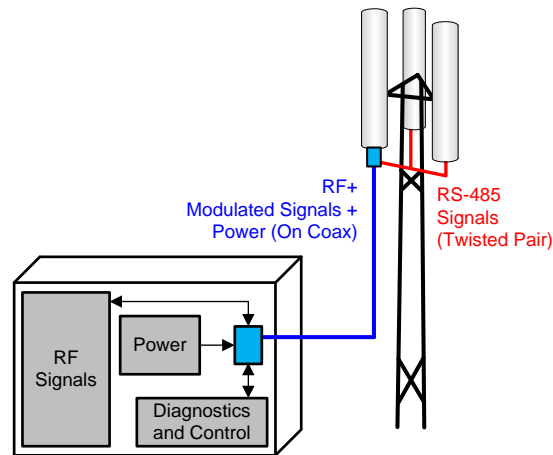 RF+
Modulated Signals +
Power (On Coax)
RS-485
Signals
(Twisted Pair)
RF
Signals
Power
Diagnostics
and Control